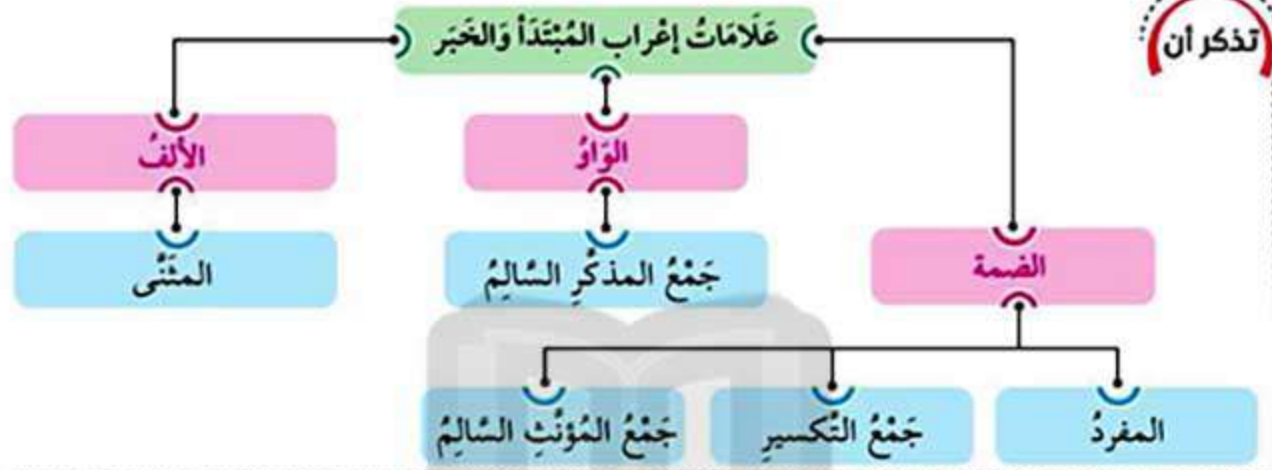 تذكر أن
عَلَامَاتُ إعْراب المُبْتَدَأْ وَالخَبَر
الألفُ
الوَاوُ
الضمة
المثَنَّى
جَمْعُ المذكَّرِ السَّالِمُ
جَمْعُ المُؤنَّثِ السَّالِمُ
جَمْعُ التَّكسيرِ
المفردُ